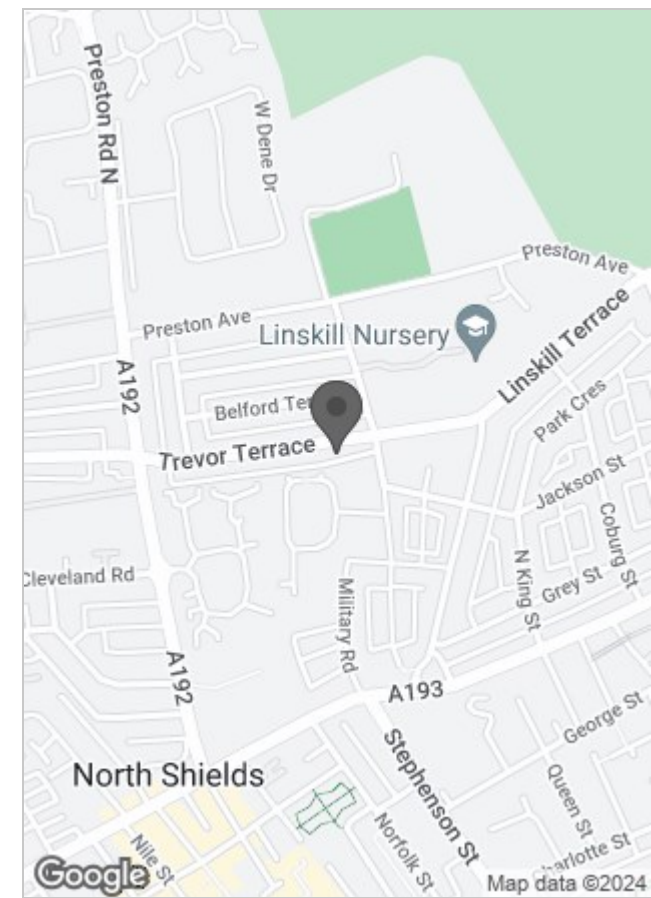 Preston Rd N
W Dene Dr
Preston Ave
Preston Ave
Linskill Nursery
Linskill Terrace
A192
Belford
Trevor Terrace
Park Cres
Jackson St
Coburg St
Cleveland Rd
N King St
Grey St
Military Rd
A192
A193
George St
North Shields
Stephenson St
Queen St
Nile St
Norfolk St
Charlotte St
Google
Map data ©2024